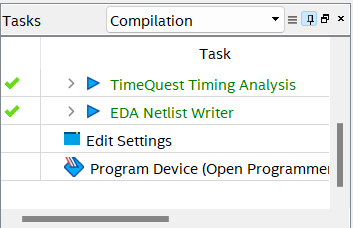 Tasks Compilation
Task
TimeQuest Timing Analysis
EDA Netlist Writer
Edit Settings
Program Device (Open Programmer